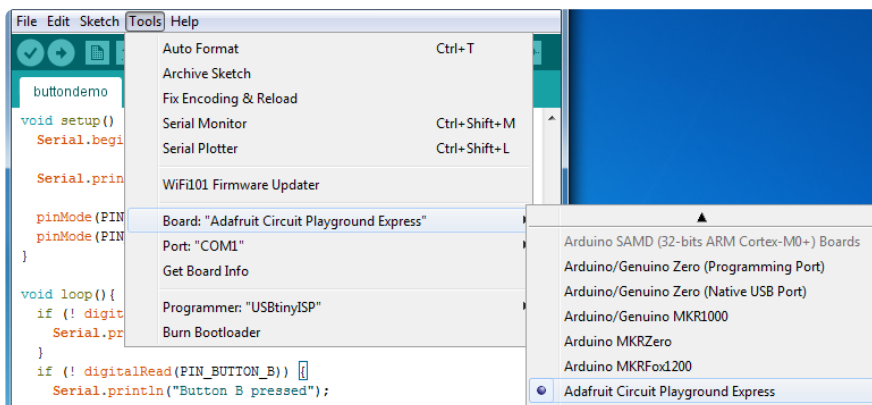 File Edit Sketch Tools Help
Auto Format Ctrl+T
Archive Sketch
Fix Encoding & Reload
Serial Monitor Ctrl+Shift+M
Serial Plotter Ctrl+Shift+L
WiFi101 Firmware Updater
Board: "Adafruit Circuit Playground Express"
Port: "COM1"
Get Board Info
Programmer: "USBtinyISP"
Burn Bootloader
Arduino SAMD (32-bits ARM Cortex-M0+) Boards
Arduino/Genuino Zero (Programming Port)
Arduino/Genuino Zero (Native USB Port)
Arduino/Genuino MKR1000
Arduino MKRZero
Arduino MKRFox1200
Adafruit Circuit Playground Express
buttondemo
void setup()
Serial.begi
Serial.prin
pinMode(PIN
pinMode(PIN
}
void loop(){
if (! digit
Serial.pr
}
if (! digitalRead(PIN_BUTTON_B)) {
Serial.println("Button B pressed");